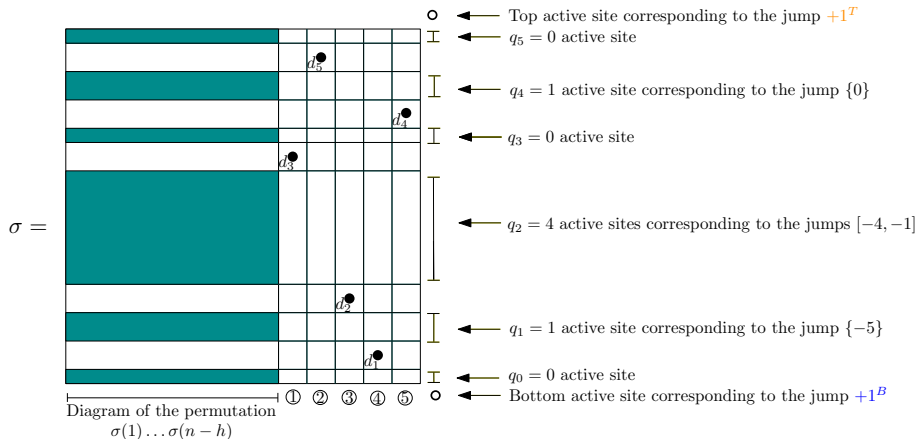 Top active site corresponding to the jump +1^T
q_5 = 0 active site
d_5
q_4 = 1 active site corresponding to the jump {0}
d_4
q_3 = 0 active site
d_3
σ =
q_2 = 4 active sites corresponding to the jumps [−4, −1]
d_2
q_1 = 1 active site corresponding to the jump {−5}
d_1
q_0 = 0 active site
① ② ③ ④ ⑤
Bottom active site corresponding to the jump +1^B
Diagram of the permutation
σ(1) . . . σ(n − h)